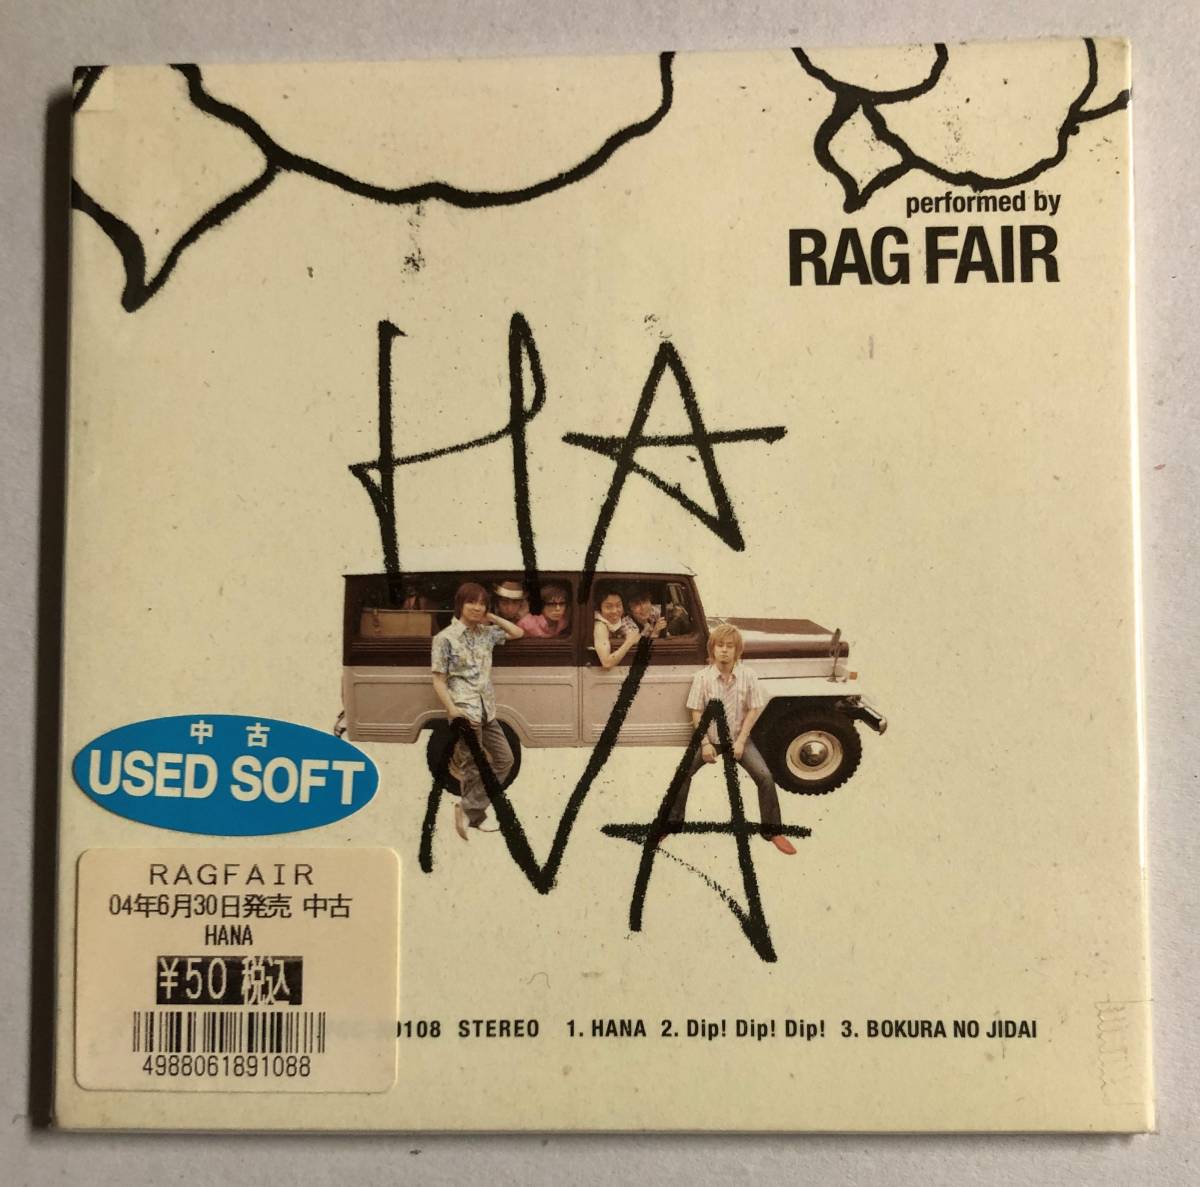 performed by
RAG FAIR
HA
NA
中古
USED SOFT
RAGFAIR
04年6月30日発売 中古
HANA
¥50 税込
4988061891088
0108 STEREO 1. HANA 2. Dip! Dip! Dip! 3. BOKURA NO JIDAI